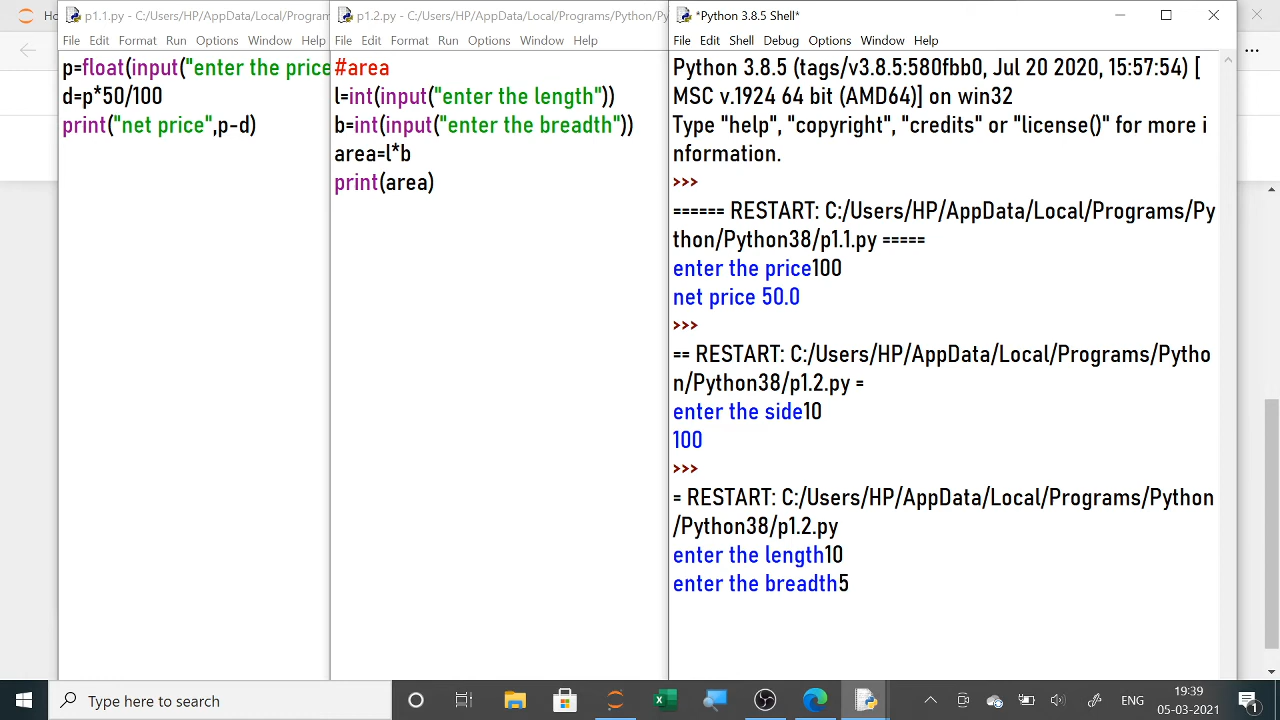 Ho
p1.1.py - C:/Users/HP/AppData/Local/Programs
File Edit Format Run Options Window Help
p=float(input("enter the price
d=p*50/100
print("net price",p-d)
p1.2.py - C:/Users/HP/AppData/Local/Programs/Python/Py
File Edit Format Run Options Window Help
#area
l=int(input("enter the length"))
b=int(input("enter the breadth"))
area=l*b
print(area)
*Python 3.8.5 Shell*
File Edit Shell Debug Options Window Help
Python 3.8.5 (tags/v3.8.5:580fbb0, Jul 20 2020, 15:57:54) [
MSC v.1924 64 bit (AMD64)] on win32
Type "help", "copyright", "credits" or "license()" for more i
nformation.
>>>
====== RESTART: C:/Users/HP/AppData/Local/Programs/Py
thon/Python38/p1.1.py =====
enter the price100
net price 50.0
>>>
== RESTART: C:/Users/HP/AppData/Local/Programs/Pytho
n/Python38/p1.2.py =
enter the side10
100
>>>
= RESTART: C:/Users/HP/AppData/Local/Programs/Python
/Python38/p1.2.py
enter the length10
enter the breadth5
Type here to search
ENG
19:39
05-03-2021
1